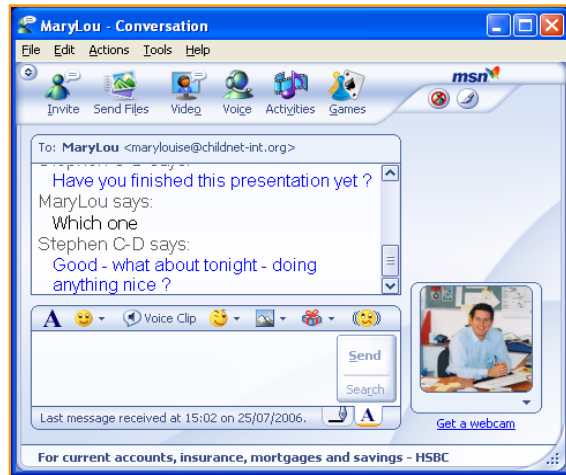 MaryLou - Conversation
File Edit Actions Tools Help
msn
Invite Send Files Video Voice Activities Games
To: MaryLou <marylouise@childnet-int.org>
Stephen C-D says:
Have you finished this presentation yet ?
MaryLou says:
Which one
Stephen C-D says:
Good - what about tonight - doing
anything nice ?
A Voice Clip
Send
Search
Last message received at 15:02 on 25/07/2006.
A
Get a webcam
For current accounts, insurance, mortgages and savings - HSBC